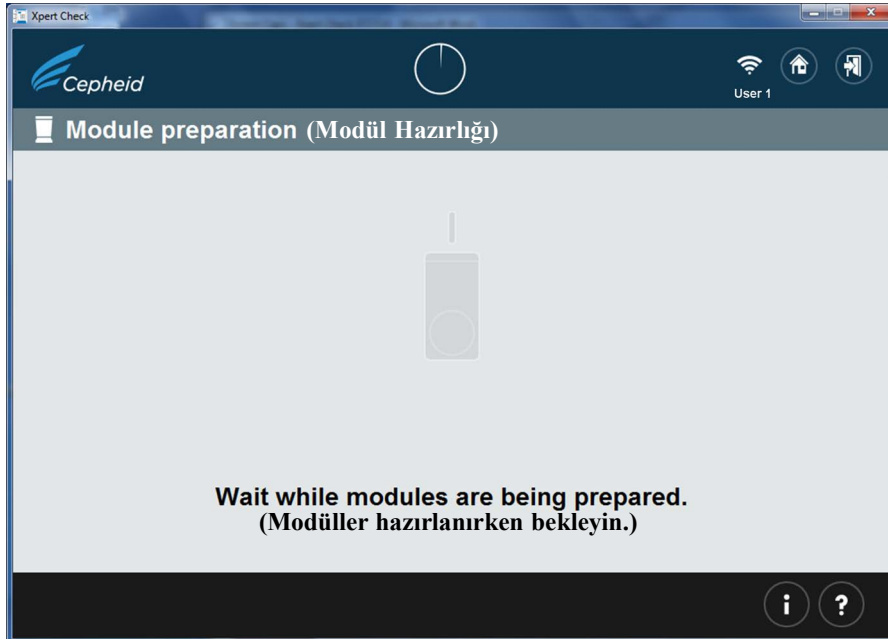 Xpert Check
Cepheid
User 1
Module preparation (Modül Hazırlığı)
Wait while modules are being prepared.
(Modüller hazırlanırken bekleyin.)
i ?